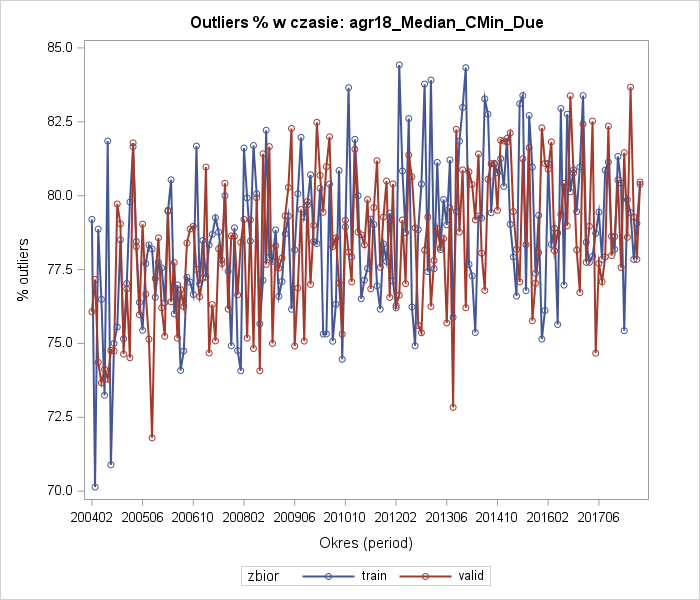 Outliers % w czasie: agr18_Median_CMin_Due
85.0
82.5
80.0
77.5
75.0
72.5
70.0
% outliers
200402 200506 200610 200802 200906 201010 201202 201306 201410 201602 201706
Okres (period)
zbior train valid